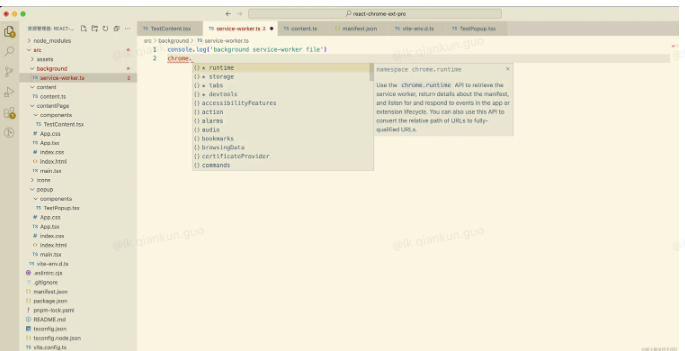 react-chrome-ext-pro
资源管理器: REACT-...
TS TestContent.tsx
TS service-worker.ts 2
TS content.ts
manifest.json
TS vite-env.d.ts
TS TestPopup.tsx
src > background > TS service-worker.ts
node_modules
src
assets
background
TS service-worker.ts 2
content
TS content.ts
contentPage
components
TS TestContent.tsx
# App.css
TS App.tsx
# index.css
<> index.html
TS main.tsx
icons
popup
components
TS TestPopup.tsx
# App.css
TS App.tsx
# index.css
<> index.html
TS main.tsx
TS vite-env.d.ts
.eslintrc.cjs
.gitignore
manifest.json
package.json
pnpm-lock.yaml
README.md
tsconfig.json
tsconfig.node.json
TS vite.config.ts
1 console.log('background service-worker file')
2 chrome.
{} ★ runtime
{} ★ storage
{} ★ tabs
{} ★ devtools
{} accessibilityFeatures
{} action
{} alarms
{} audio
{} bookmarks
{} browsingData
{} certificateProvider
{} commands
namespace chrome.runtime
Use the chrome.runtime API to retrieve the
service worker, return details about the manifest,
and listen for and respond to events in the app or
extension lifecycle. You can also use this API to
convert the relative path of URLs to fully-
qualified URLs.
@lk.qiankun.guo
@lk.qiankun.guo